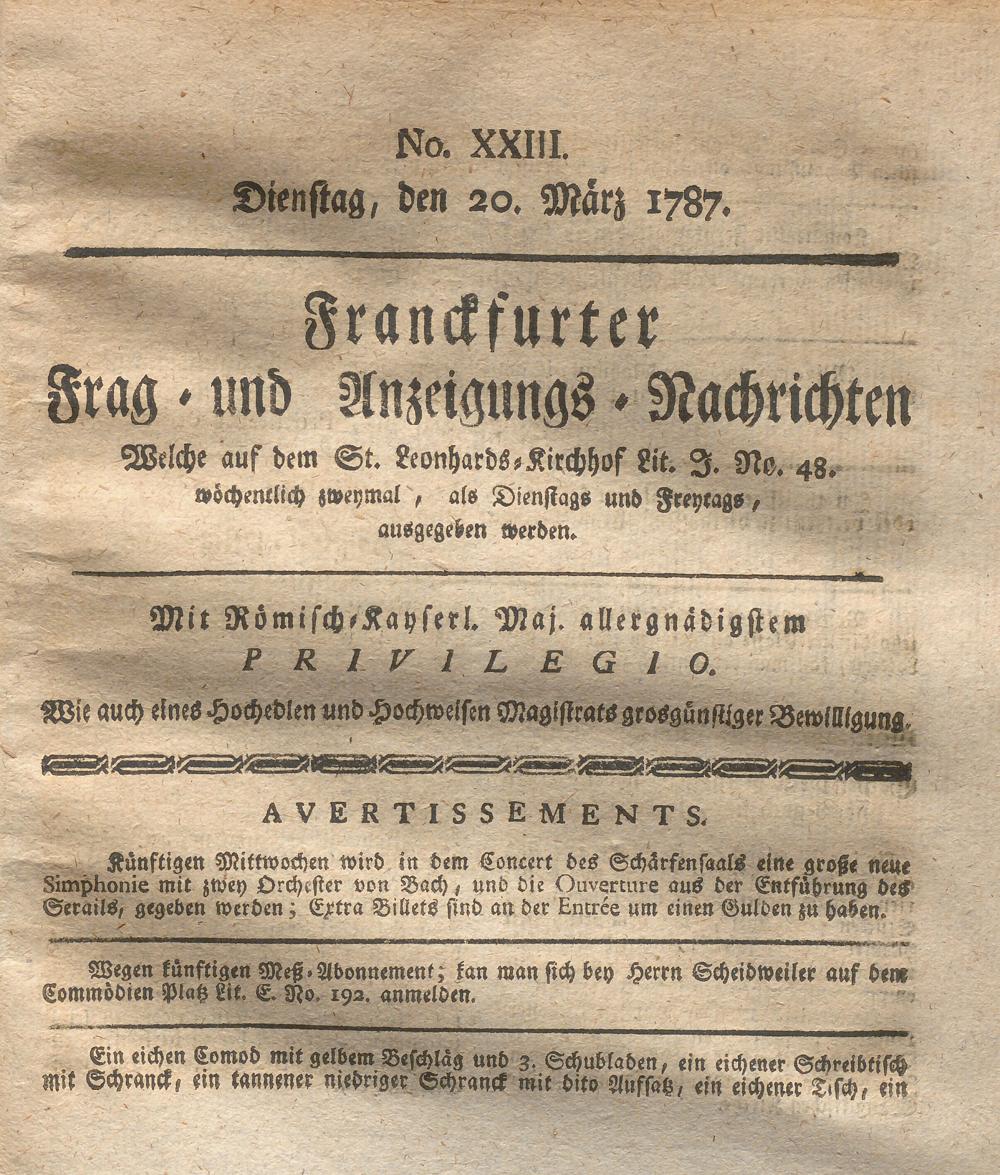 No. XXIII.
Dienstag, den 20. März 1787.
Franckfurter
Frag-und Anzeigungs-Nachrichten
Welche auf dem St. Leonhards-Kirchhof Lit. J. No. 48.
wöchentlich zweymal, als Dienstags und Freytags,
ausgegeben werden.
Mit Römisch-Kayserl. Maj. allergnädigstem
PRIVILEGIO.
Wie auch eines Hochedlen und Hochweisen Magistrats grosgünstiger Bewilligung.
AVERTISSEMENTS.
Künftigen Mittwochen wird in dem Concert des Schärfensaals eine große neue
Simphonie mit zwey Orchester von Bach, und die Ouverture aus der Entführung des
Serails, gegeben werden; Extra Billets sind an der Entrée um einen Gulden zu haben.
Wegen künftigen Meß-Abonnement; kan man sich bey Herrn Scheidweiler auf dem
Commödien Platz Lit. E. No. 192. anmelden.
Ein eichen Comod mit gelbem Beschläg und 3. Schubladen, ein eichener Schreibtisch
mit Schranck, ein tannener niedriger Schranck mit dito Aufsatz, ein eichener Tisch, ein